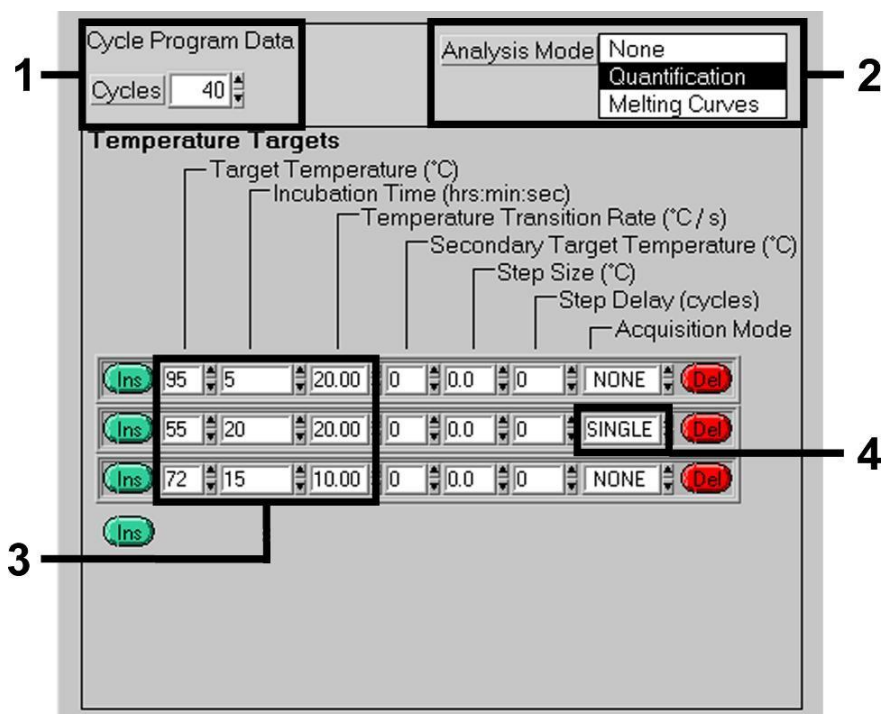 Cycle Program Data
1
Cycles 40
Analysis Mode None
Quantification
Melting Curves
2
Temperature Targets
Target Temperature (°C)
Incubation Time (hrs:min:sec)
Temperature Transition Rate (°C / s)
Secondary Target Temperature (°C)
Step Size (°C)
Step Delay (cycles)
Acquisition Mode
Ins 95 5 20.00 0 0.0 0 NONE Del
Ins 55 20 20.00 0 0.0 0 SINGLE Del
4
Ins 72 15 10.00 0 0.0 0 NONE Del
Ins
3